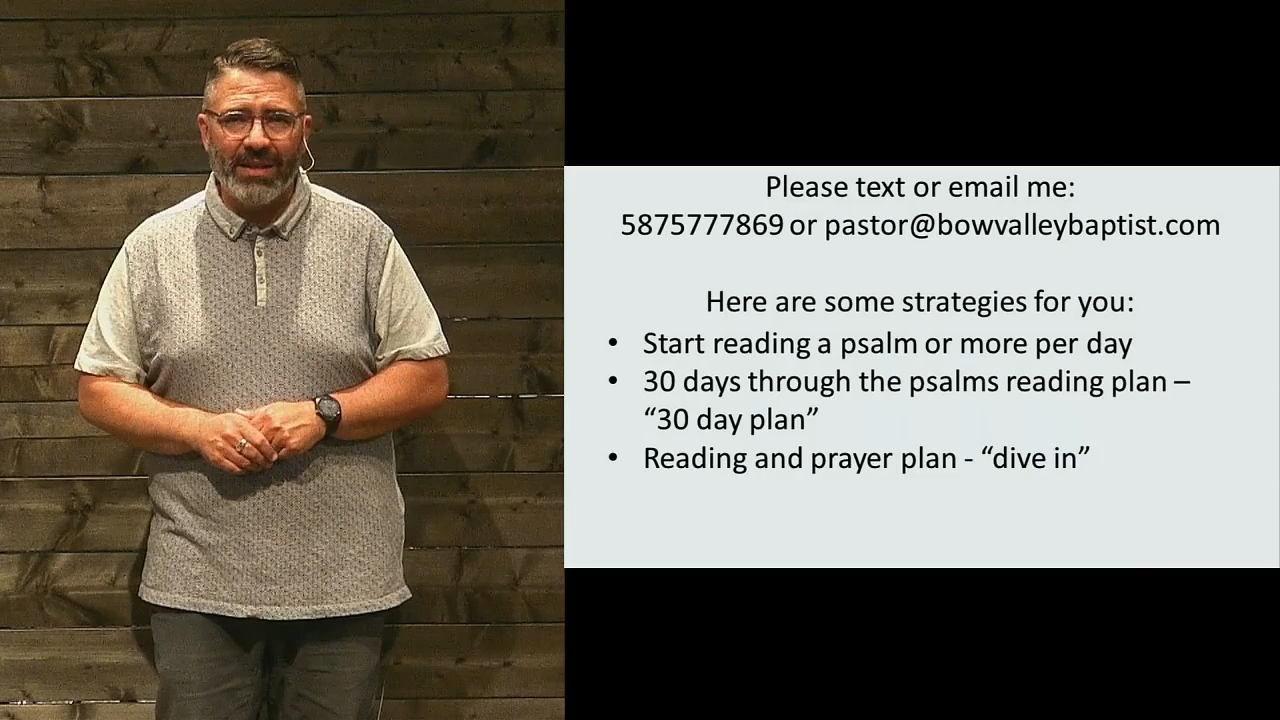 Please text or email me:
5875777869 or pastor@bowvalleybaptist.com
Here are some strategies for you:
• Start reading a psalm or more per day
• 30 days through the psalms reading plan –
“30 day plan”
• Reading and prayer plan - “dive in”